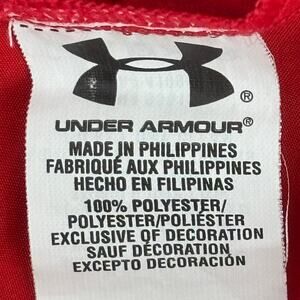 ®
UNDER ARMOUR®
MADE IN PHILIPPINES
FABRIQUÉ AUX PHILIPPINES
HECHO EN FILIPINAS
100% POLYESTER/
POLYESTER/POLIÉSTER
EXCLUSIVE OF DECORATION
SAUF DÉCORATION
EXCEPTO DECORACIÓN